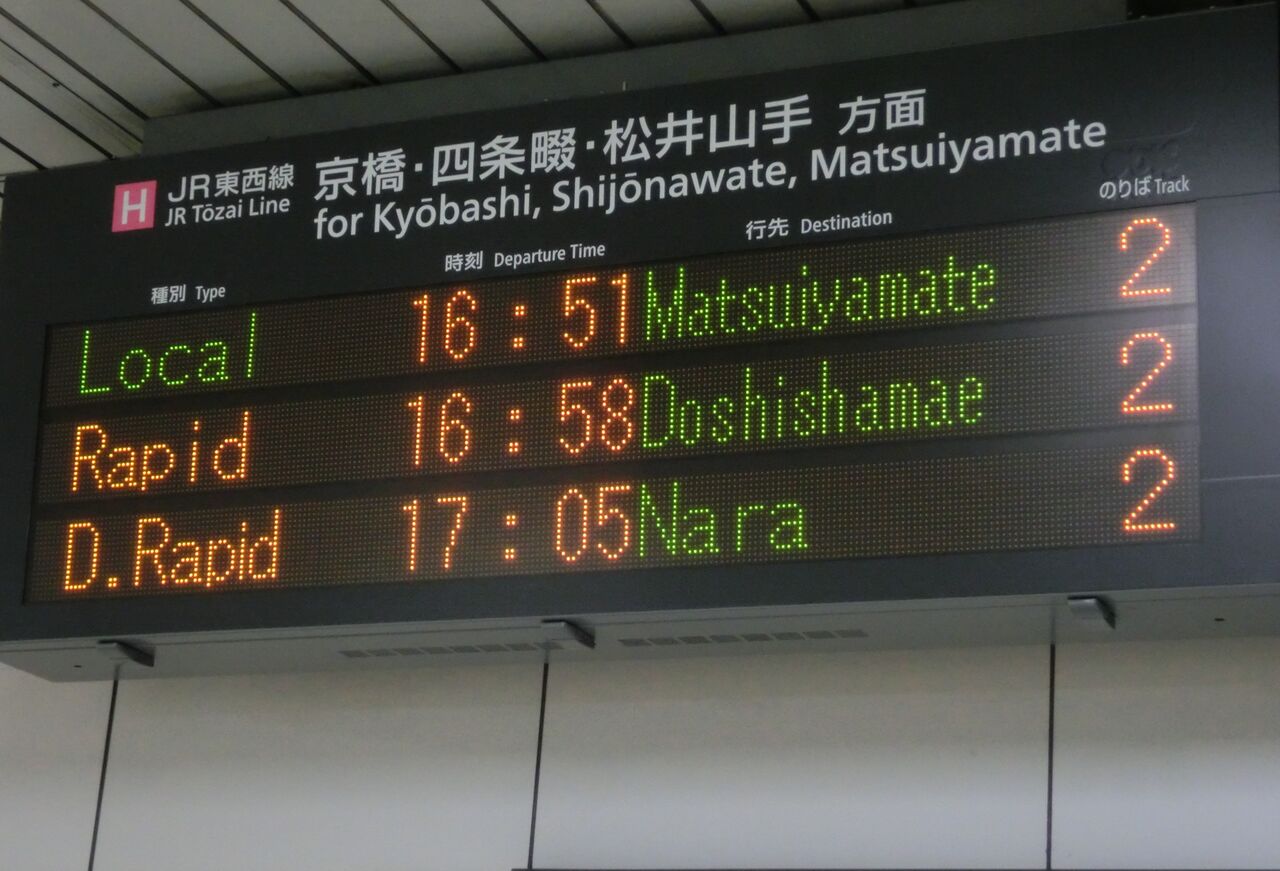 H JR東西線 京橋・四条畷・松井山手 方面
JR Tōzai Line for Kyōbashi, Shijōnawate, Matsuiyamate
種別 Type 時刻 Departure Time 行先 Destination のりば Track
Local 16:51 Matsuiyamate 2
Rapid 16:58 Doshishamae 2
D.Rapid 17:05 Nara 2